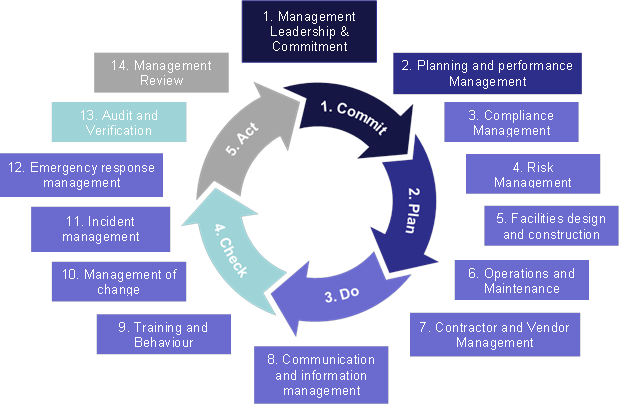 1. Management
Leadership &
Commitment
2. Planning and performance
Management
3. Compliance
Management
4. Risk
Management
5. Facilities design
and construction
6. Operations and
Maintenance
7. Contractor and Vendor
Management
8. Communication
and information
management
9. Training and
Behaviour
10. Management of
change
11. Incident
management
12. Emergency response
management
13. Audit and
Verification
14. Management
Review
1. Commit
2. Plan
3. Do
4. Check
5. Act